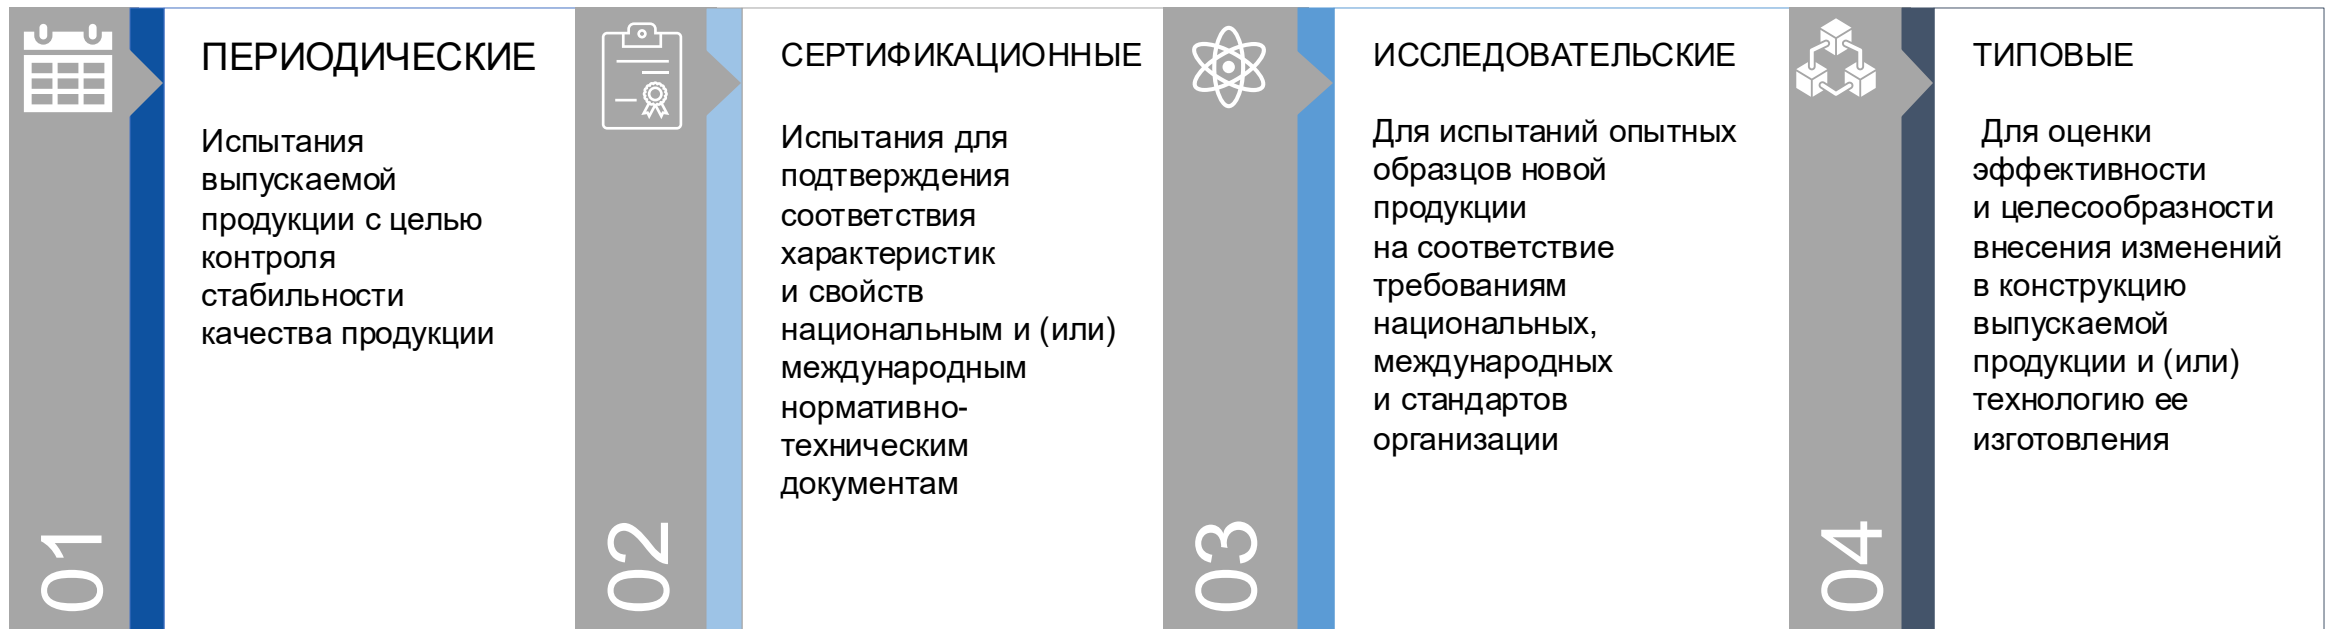 01
ПЕРИОДИЧЕСКИЕ
Испытания
выпускаемой
продукции с целью
контроля
стабильности
качества продукции
02
СЕРТИФИКАЦИОННЫЕ
Испытания для
подтверждения
соответствия
характеристик
и свойств
национальным и (или)
международным
нормативно-
техническим
документам
03
ИССЛЕДОВАТЕЛЬСКИЕ
Для испытаний опытных
образцов новой
продукции
на соответствие
требованиям
национальных,
международных
и стандартов
организации
04
ТИПОВЫЕ
Для оценки
эффективности
и целесообразности
внесения изменений
в конструкцию
выпускаемой
продукции и (или)
технологию ее
изготовления